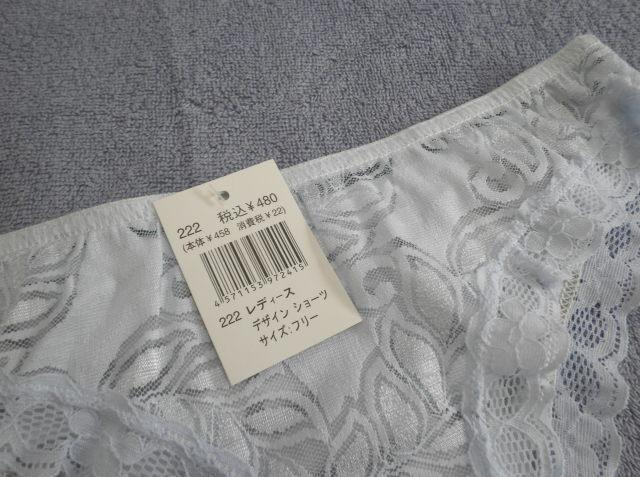 222 税込¥480
(本体¥458 消費税¥22)
4571153972415
222 レディース
デザイン ショーツ
サイズ:フリー